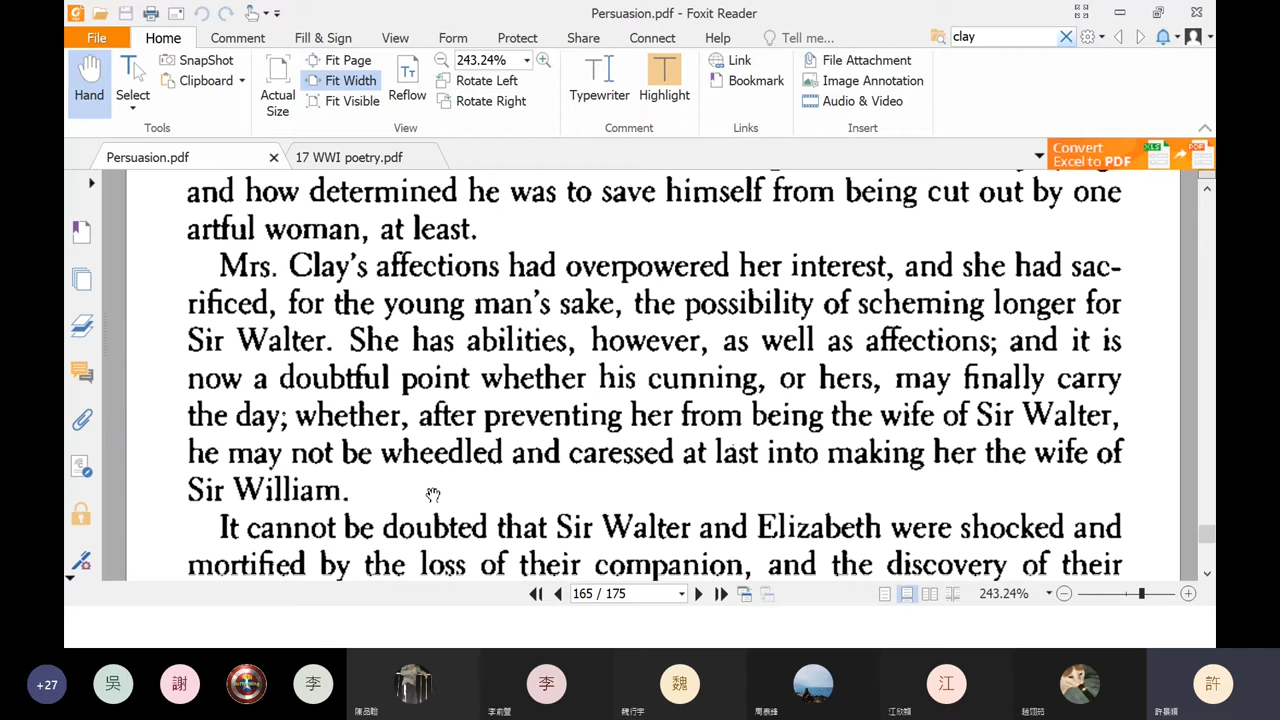 Persuasion.pdf - Foxit Reader
File Home Comment Fill & Sign View Form Protect Share Connect Help Tell me... clay
Hand
Select
SnapShot
Clipboard
Actual Size
Fit Page
Fit Width
Fit Visible
Reflow
243.24%
Rotate Left
Rotate Right
Typewriter
Highlight
Link
Bookmark
File Attachment
Image Annotation
Audio & Video
Tools View Comment Links Insert
Persuasion.pdf 17 WWI poetry.pdf
Convert
Excel to PDF
XLS PDF
and how determined he was to save himself from being cut out by one
artful woman, at least.
Mrs. Clay's affections had overpowered her interest, and she had sac-
rificed, for the young man's sake, the possibility of scheming longer for
Sir Walter. She has abilities, however, as well as affections; and it is
now a doubtful point whether his cunning, or hers, may finally carry
the day; whether, after preventing her from being the wife of Sir Walter,
he may not be wheedled and caressed at last into making her the wife of
Sir William.
It cannot be doubted that Sir Walter and Elizabeth were shocked and
mortified by the loss of their companion, and the discovery of their
165 / 175 243.24%
+27 吳 謝 李 李 魏 江 許